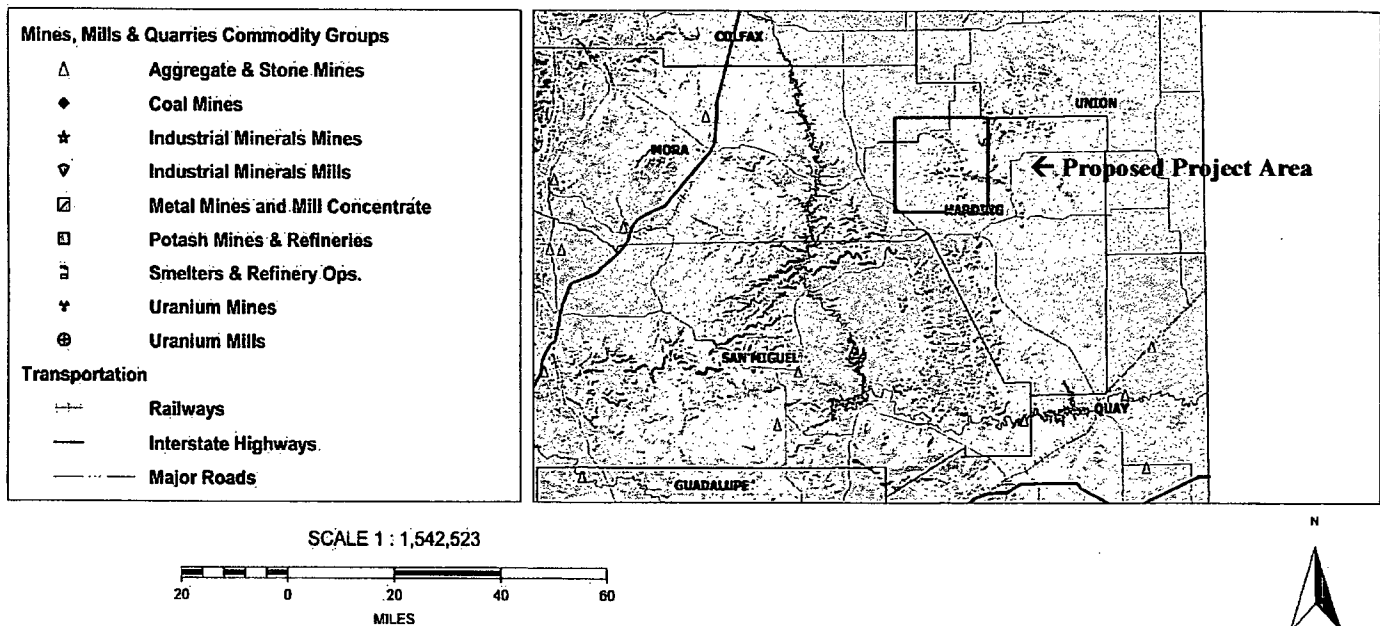 Mines, Mills & Quarries Commodity Groups
Aggregate & Stone Mines
Coal Mines
Industrial Minerals Mines
Industrial Minerals Mills
Metal Mines and Mill Concentrate
Potash Mines & Refineries
Smelters & Refinery Ops.
Uranium Mines
Uranium Mills
Transportation
Railways
Interstate Highways
Major Roads
COLFAX
UNION
MORA
← Proposed Project Area
HARDING
SAN MIGUEL
QUAY
GUADALUPE
SCALE 1 : 1,542,523
20 0 20 40 60
MILES
N